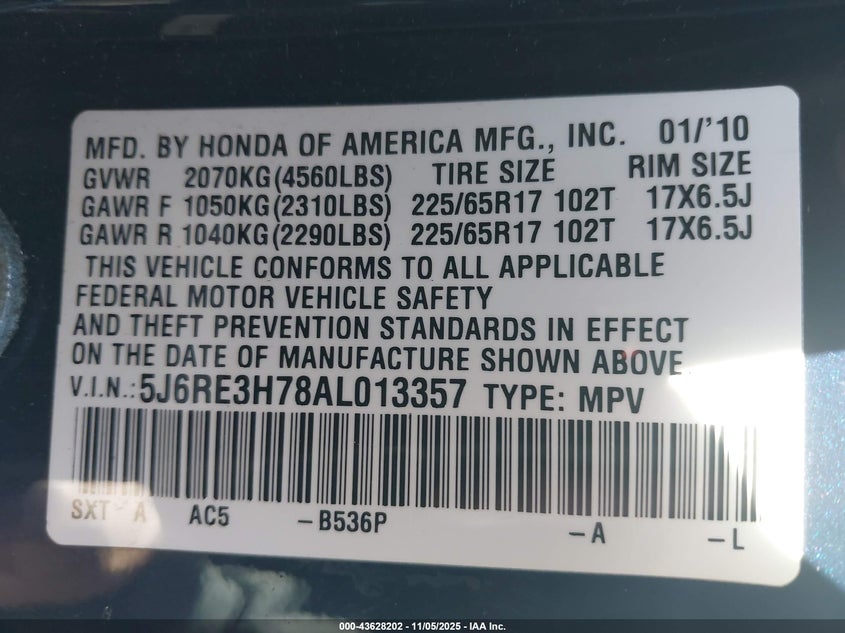 MFD. BY HONDA OF AMERICA MFG., INC. 01/'10
GVWR 2070KG(4560LBS) TIRE SIZE RIM SIZE
GAWR F 1050KG(2310LBS) 225/65R17 102T 17X6.5J
GAWR R 1040KG(2290LBS) 225/65R17 102T 17X6.5J
THIS VEHICLE CONFORMS TO ALL APPLICABLE
FEDERAL MOTOR VEHICLE SAFETY
AND THEFT PREVENTION STANDARDS IN EFFECT
ON THE DATE OF MANUFACTURE SHOWN ABOVE.
V.I.N.: 5J6RE3H78AL013357 TYPE: MPV
SXT A AC5 -B536P -A -L
000-43628202 - 11/05/2025 - IAA Inc.